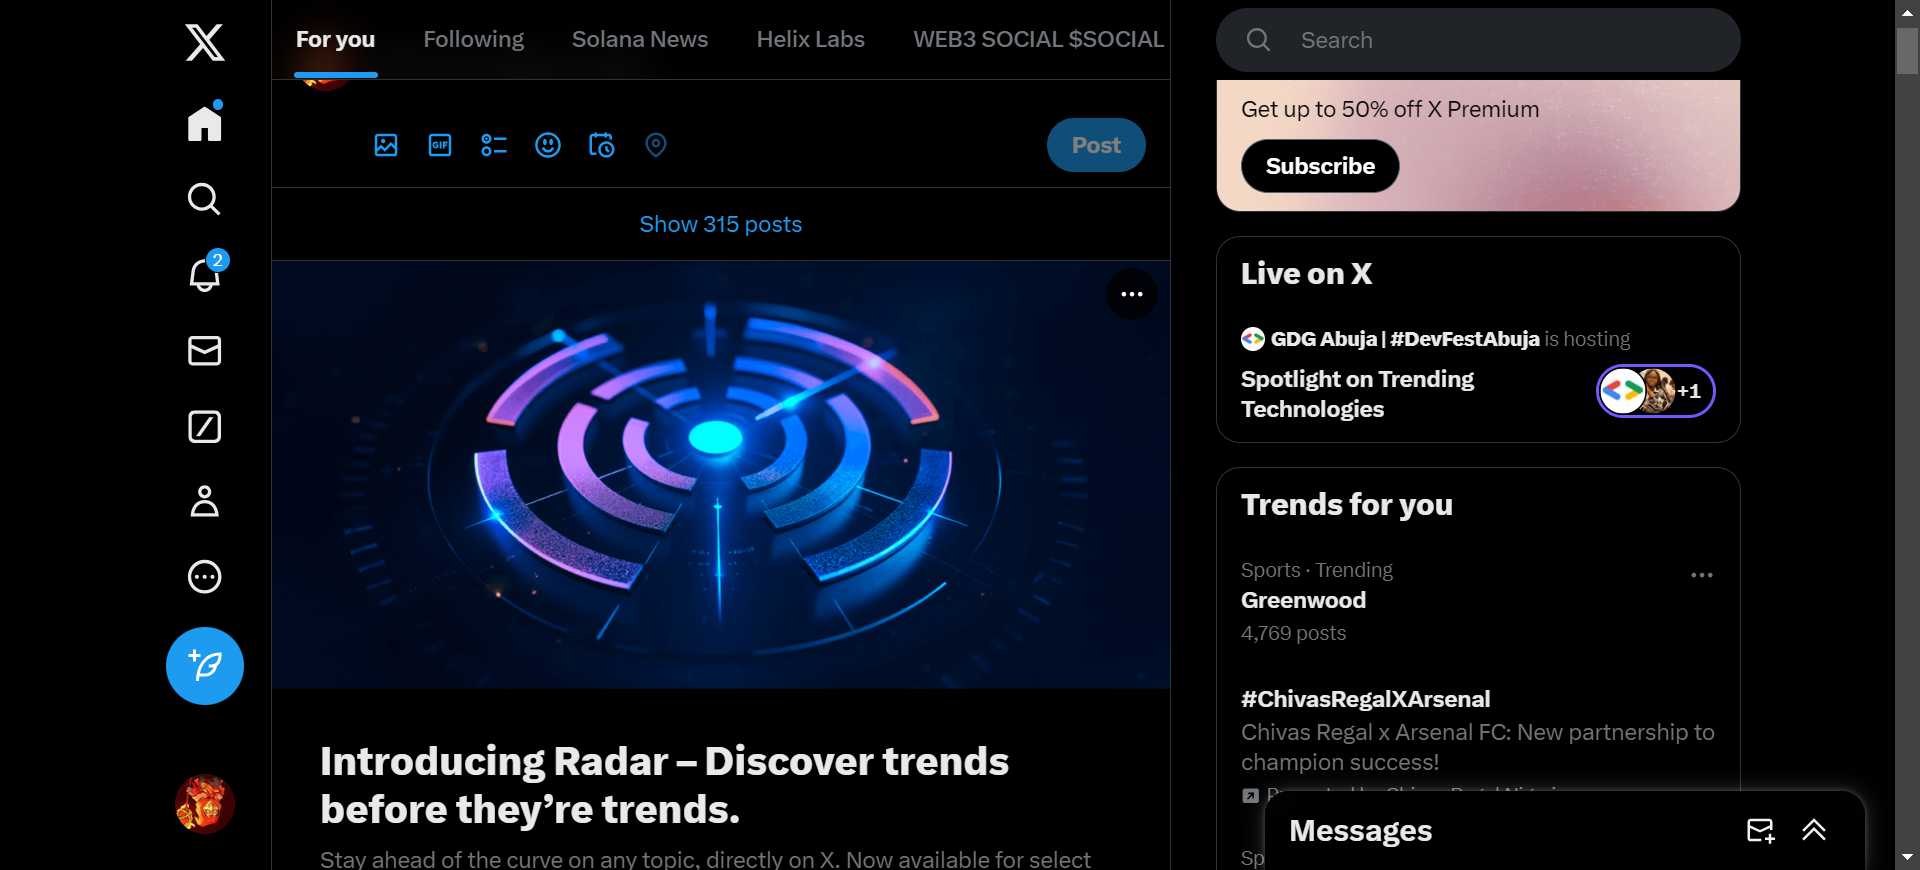 For you
Following
Solana News
Helix Labs
WEB3 SOCIAL $SOCIAL
Search
GIF
Post
Show 315 posts
2
Introducing Radar – Discover trends
before they’re trends.
Stay ahead of the curve on any topic, directly on X. Now available for select
Get up to 50% off X Premium
Subscribe
Live on X
GDG Abuja | #DevFestAbuja is hosting
Spotlight on Trending
Technologies
+1
Trends for you
Sports · Trending
Greenwood
4,769 posts
#ChivasRegalXArsenal
Chivas Regal x Arsenal FC: New partnership to
champion success!
Messages